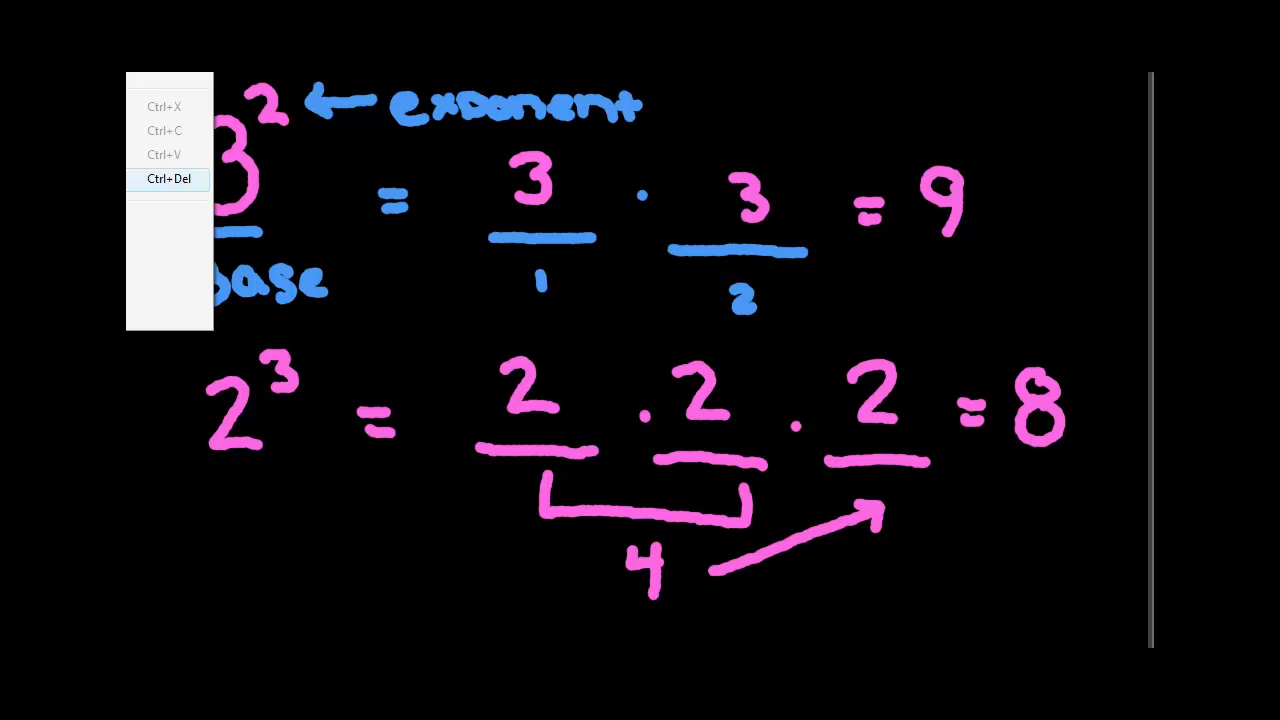 Ctrl+X
Ctrl+C
Ctrl+V
Ctrl+Del
3² ← exponent
= 3 · 3 = 9
1 2
base
2³ = 2 · 2 · 2 = 8
4